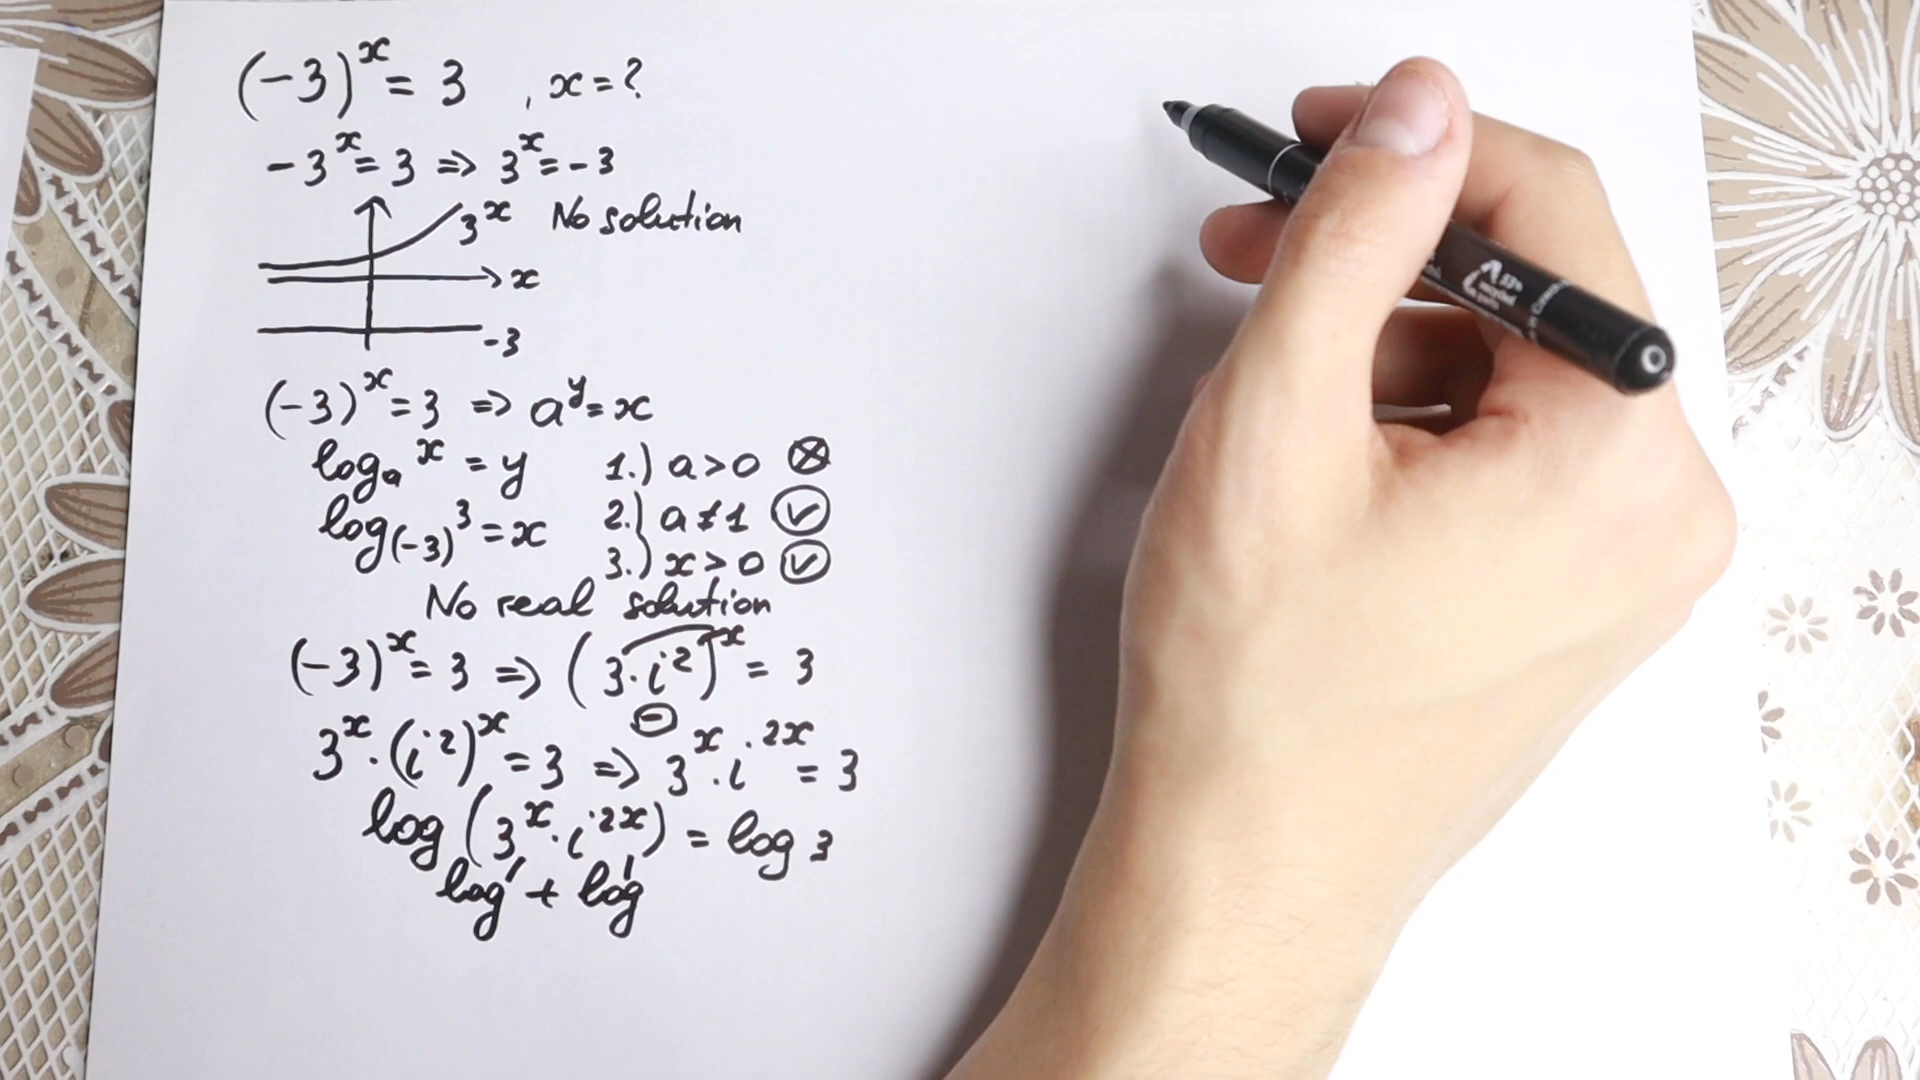 (-3)^x = 3 , x = ?
-3^x = 3 => 3^x = -3
3^x No solution
x
-3
(-3)^x = 3 => a^y = x
log_a x = y 1.) a > 0 ⊗
log_(-3) 3 = x 2.) a ≠ 1 ✓
3.) x > 0 ✓
No real solution
(-3)^x = 3 => (3·i^2)^x = 3
-
3^x·(i^2)^x = 3 => 3^x·i^2x = 3
log(3^x·i^2x) = log 3
log' + log'